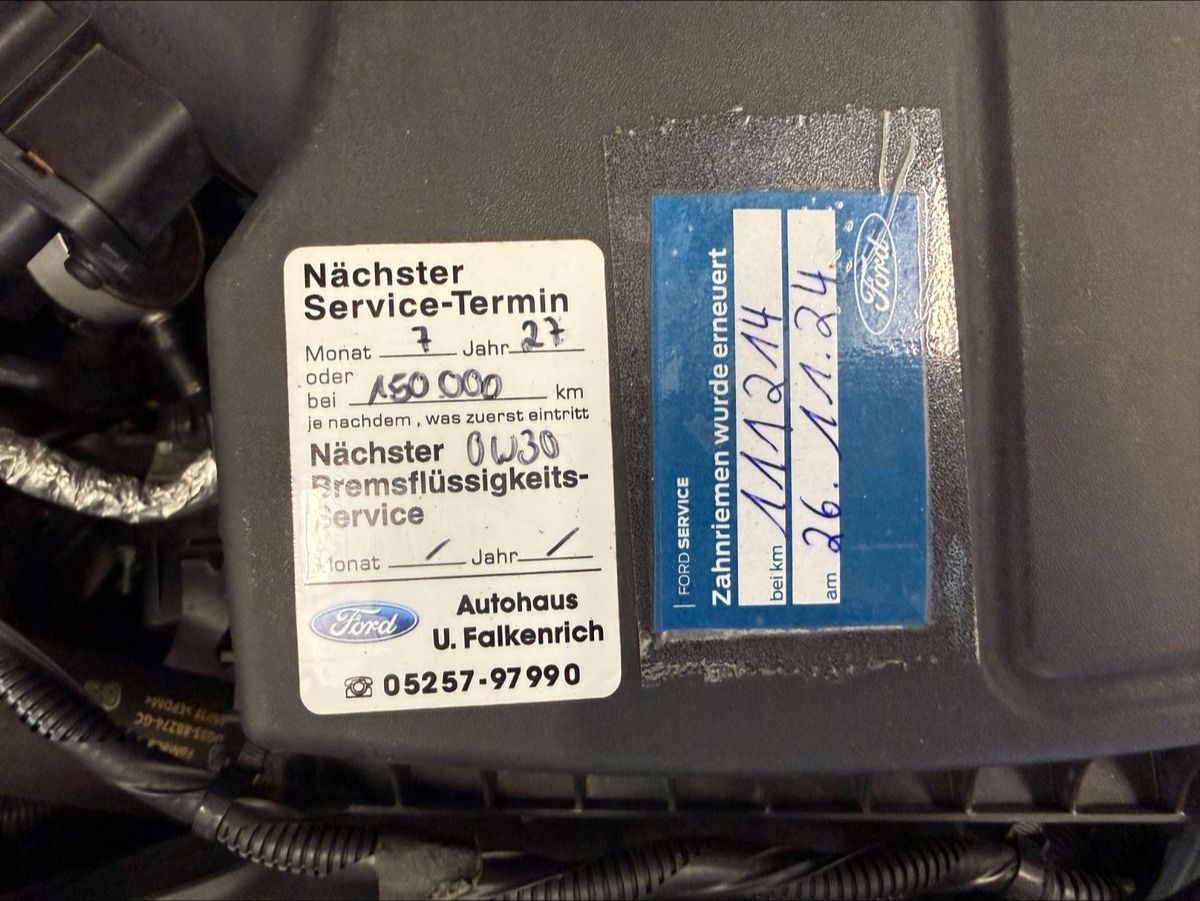 Nächster
Service-Termin
Monat 7 Jahr 27
oder
bei 150 000 km
je nachdem, was zuerst eintritt
Nächster 0W30
Bremsflüssigkeits-
Service
Monat / Jahr /
Ford
Autohaus
U. Falkenrich
☏ 05257-97990
FORD SERVICE
Zahnriemen wurde erneuert
bei km 111214
am 26.11.24
Ford